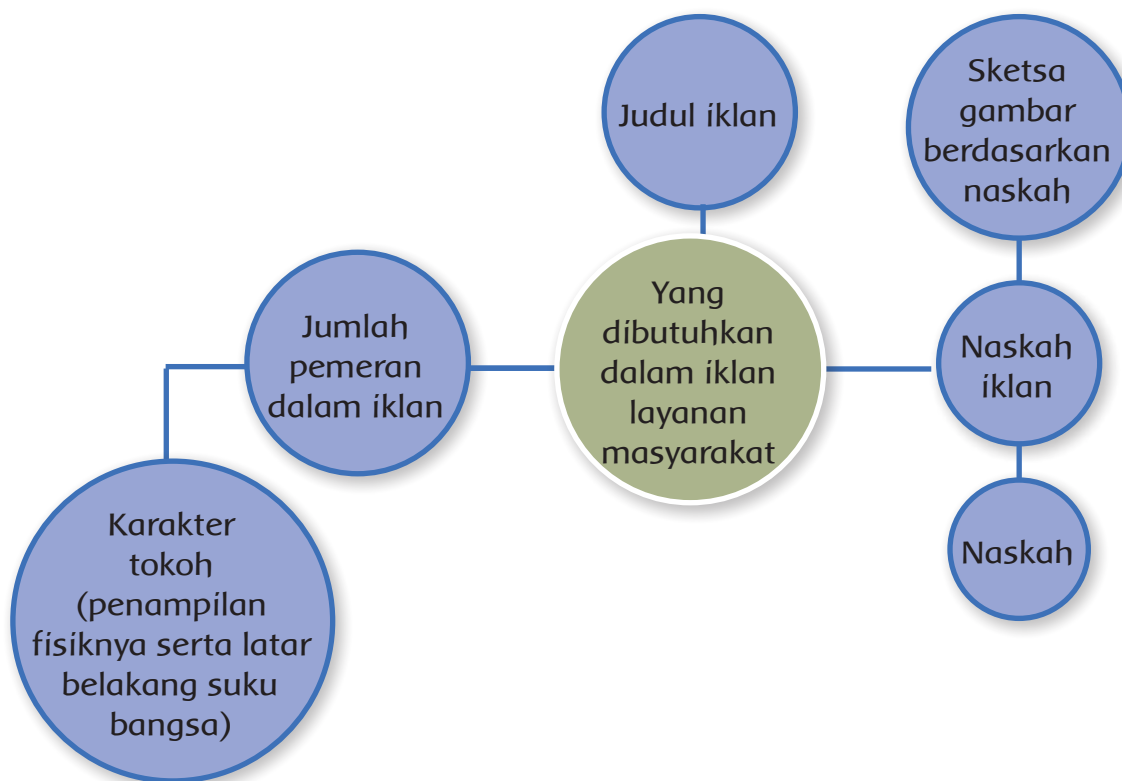 Judul iklan
Sketsa
gambar
berdasarkan
naskah
Yang
dibutuhkan
dalam iklan
layanan
masyarakat
Jumlah
pemeran
dalam iklan
Naskah
iklan
Karakter
tokoh
(penampilan
fisiknya serta latar
belakang suku
bangsa)
Naskah